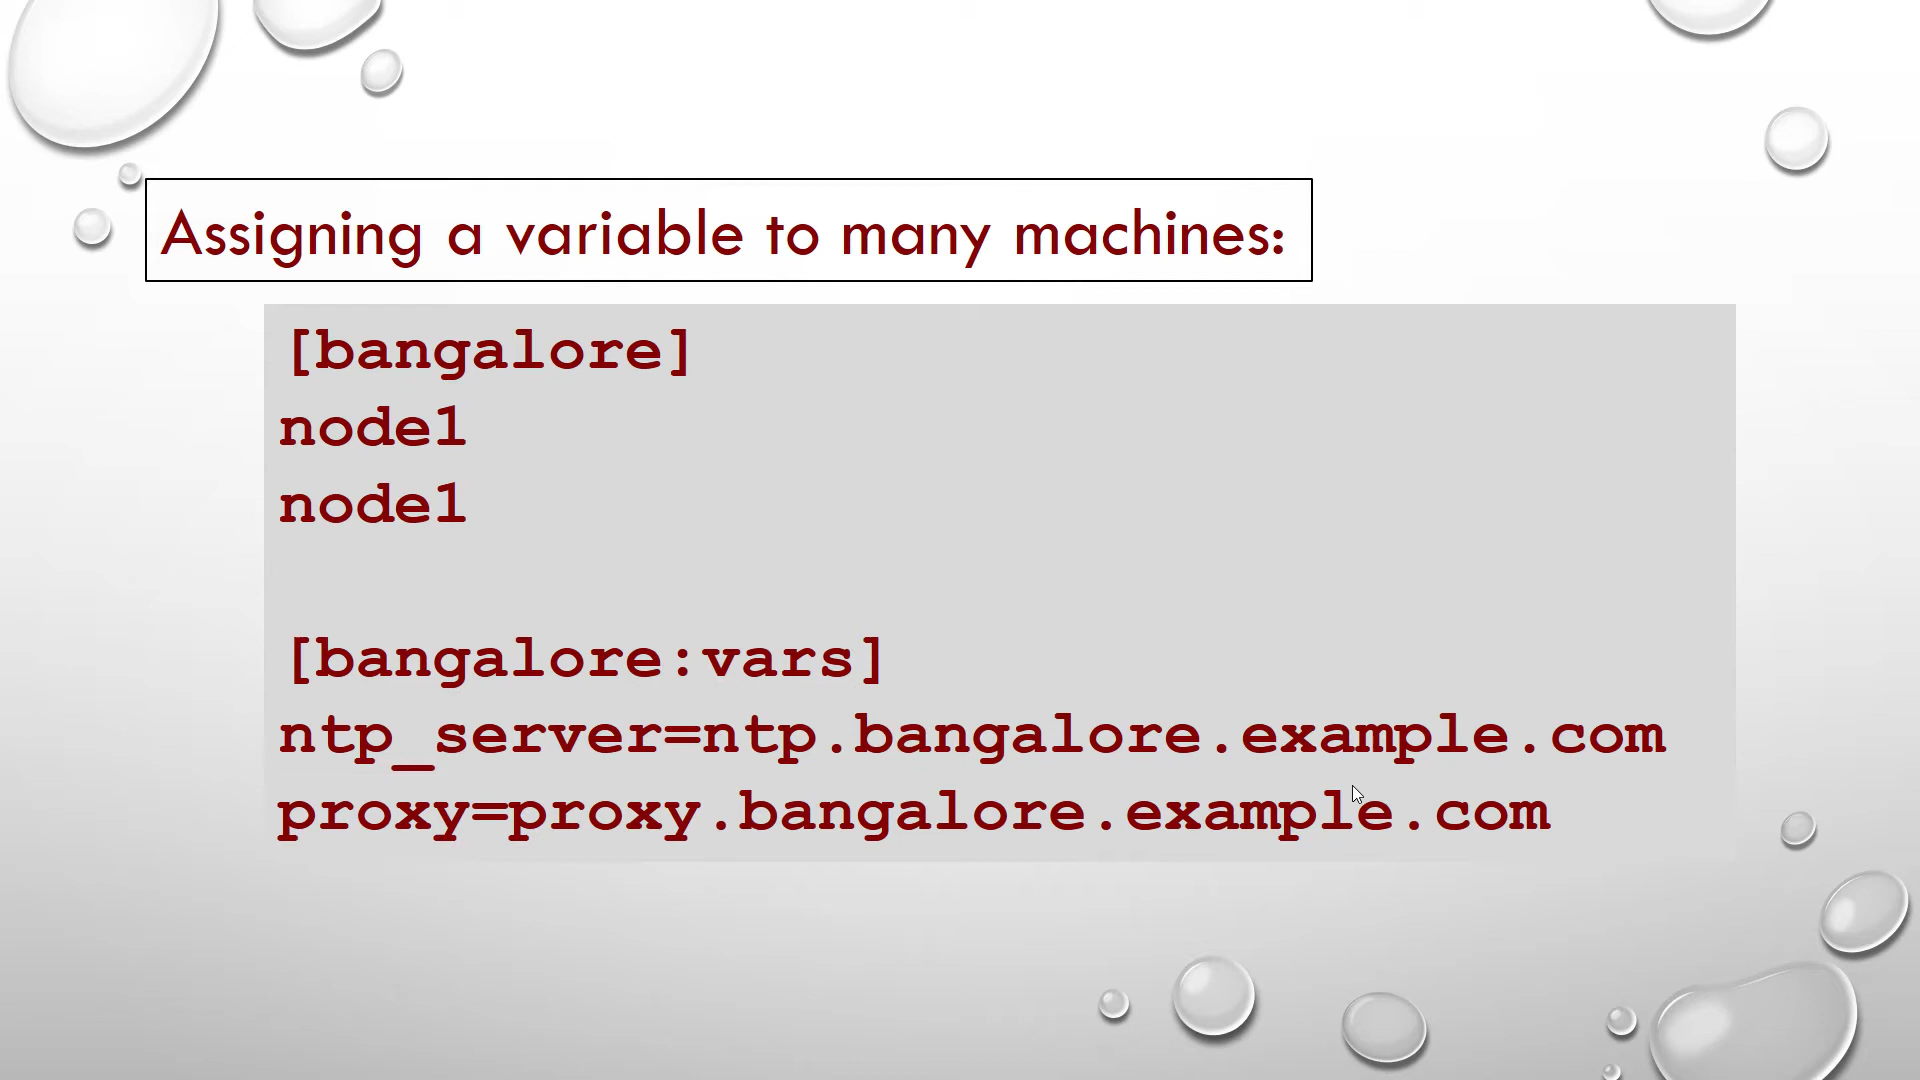 Assigning a variable to many machines:
[bangalore]
node1
node1
[bangalore:vars]
ntp_server=ntp.bangalore.example.com
proxy=proxy.bangalore.example.com